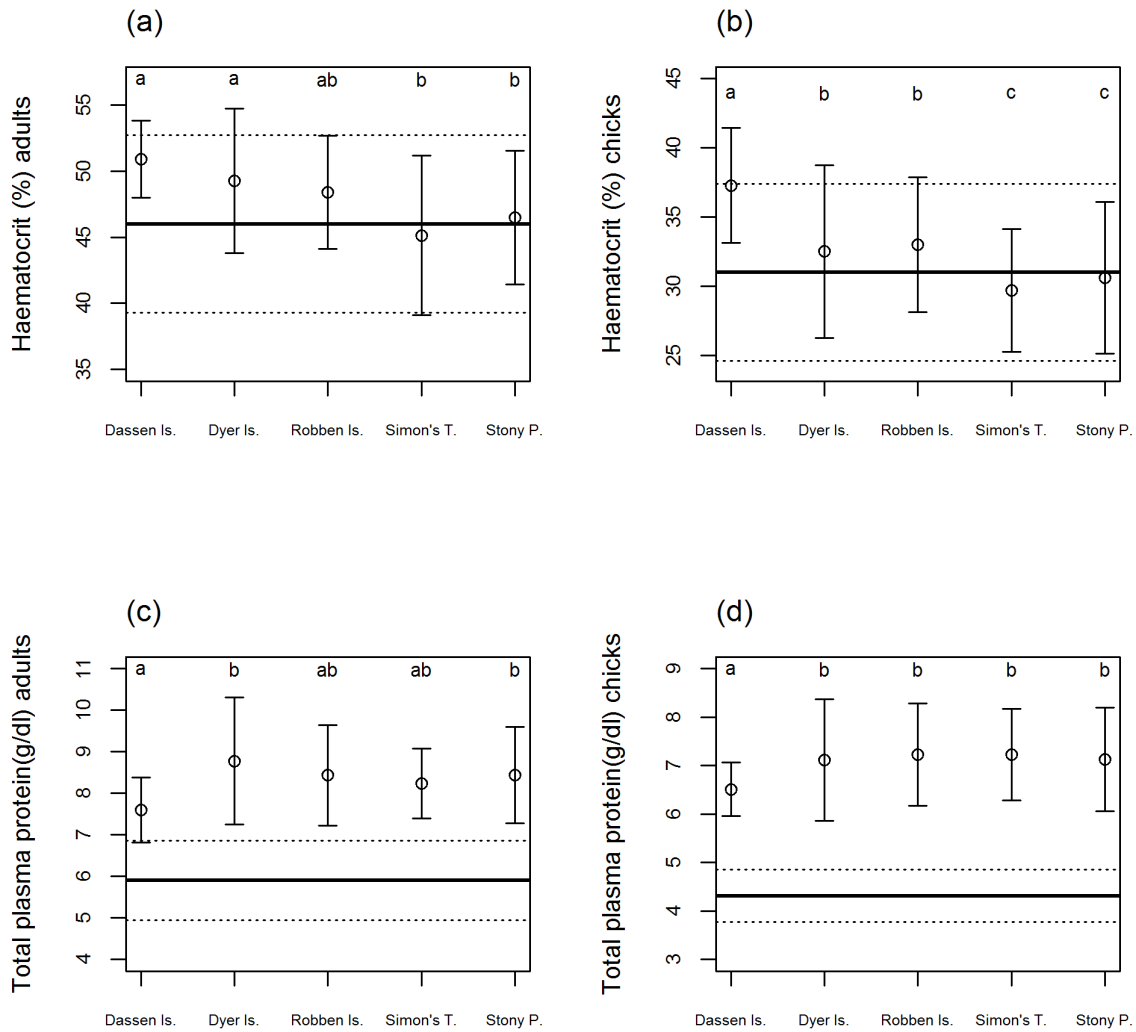 (a)
Haematocrit (%) adults
55
50
45
40
35
a a ab b b
Dassen Is. Dyer Is. Robben Is. Simon's T. Stony P.
(b)
Haematocrit (%) chicks
45
40
35
30
25
a b b c c
Dassen Is. Dyer Is. Robben Is. Simon's T. Stony P.
(c)
Total plasma protein(g/dl) adults
11
10
9
8
7
6
5
4
a b ab ab b
Dassen Is. Dyer Is. Robben Is. Simon's T. Stony P.
(d)
Total plasma protein(g/dl) chicks
9
8
7
6
5
4
3
a b b b b
Dassen Is. Dyer Is. Robben Is. Simon's T. Stony P.